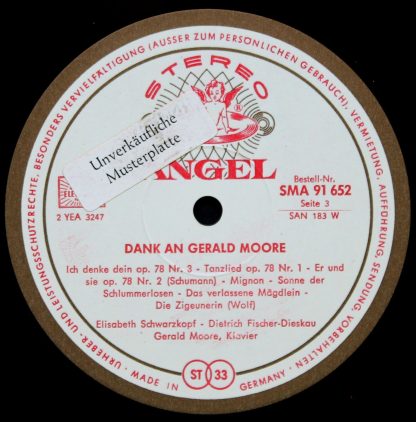 URHEBER- UND LEISTUNGSSCHUTZRECHTE, BESONDERS VERVIELFÄLTIGUNG (AUSSER ZUM PERSÖNLICHEN GEBRAUCH), VERMIETUNG, AUFFÜHRUNG, SENDUNG, VORBEHALTEN ·
STEREO
Unverkäufliche
Musterplatte
ANGEL
Bestell-Nr.
SMA 91 652
Seite 3
2 YEA 3247
SAN 183 W
DANK AN GERALD MOORE
Ich denke dein op. 78 Nr. 3 - Tanzlied op. 78 Nr. 1 - Er und
sie op. 78 Nr. 2 (Schumann) - Mignon - Sonne der
Schlummerlosen - Das verlassene Mägdlein -
Die Zigeunerin (Wolf)
Elisabeth Schwarzkopf - Dietrich Fischer-Dieskau
Gerald Moore, Klavier
MADE IN GERMANY ·
ST 33